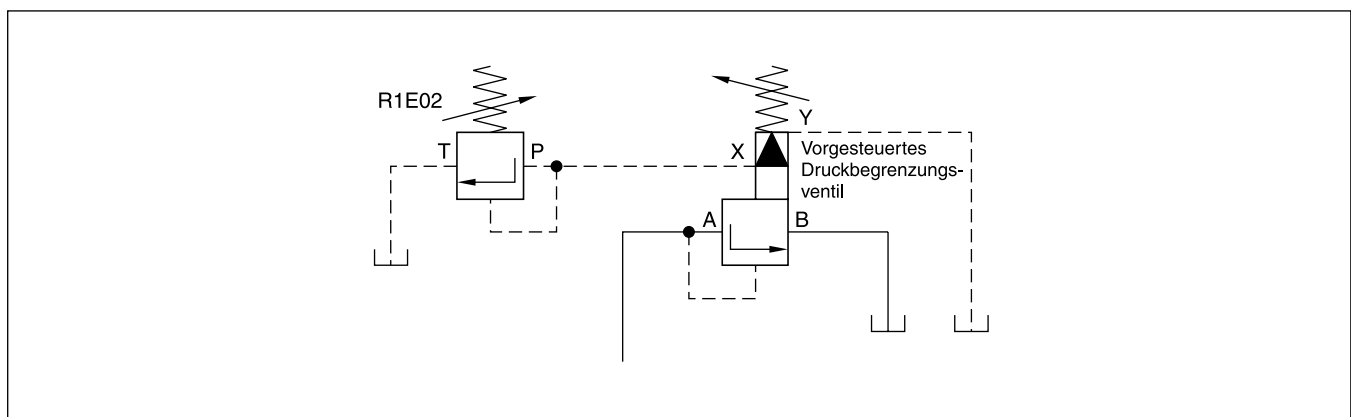 R1E02
T
P
X
Y
Vorgesteuertes
Druckbegrenzungs-
ventil
A
B